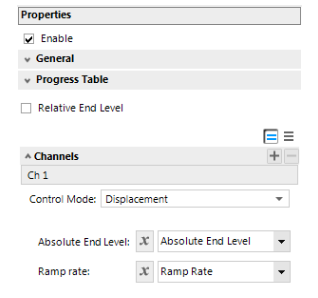 Properties
Enable
General
Progress Table
Relative End Level
Channels
Ch 1
Control Mode: Displacement
Absolute End Level: x Absolute End Level
Ramp rate: x Ramp Rate